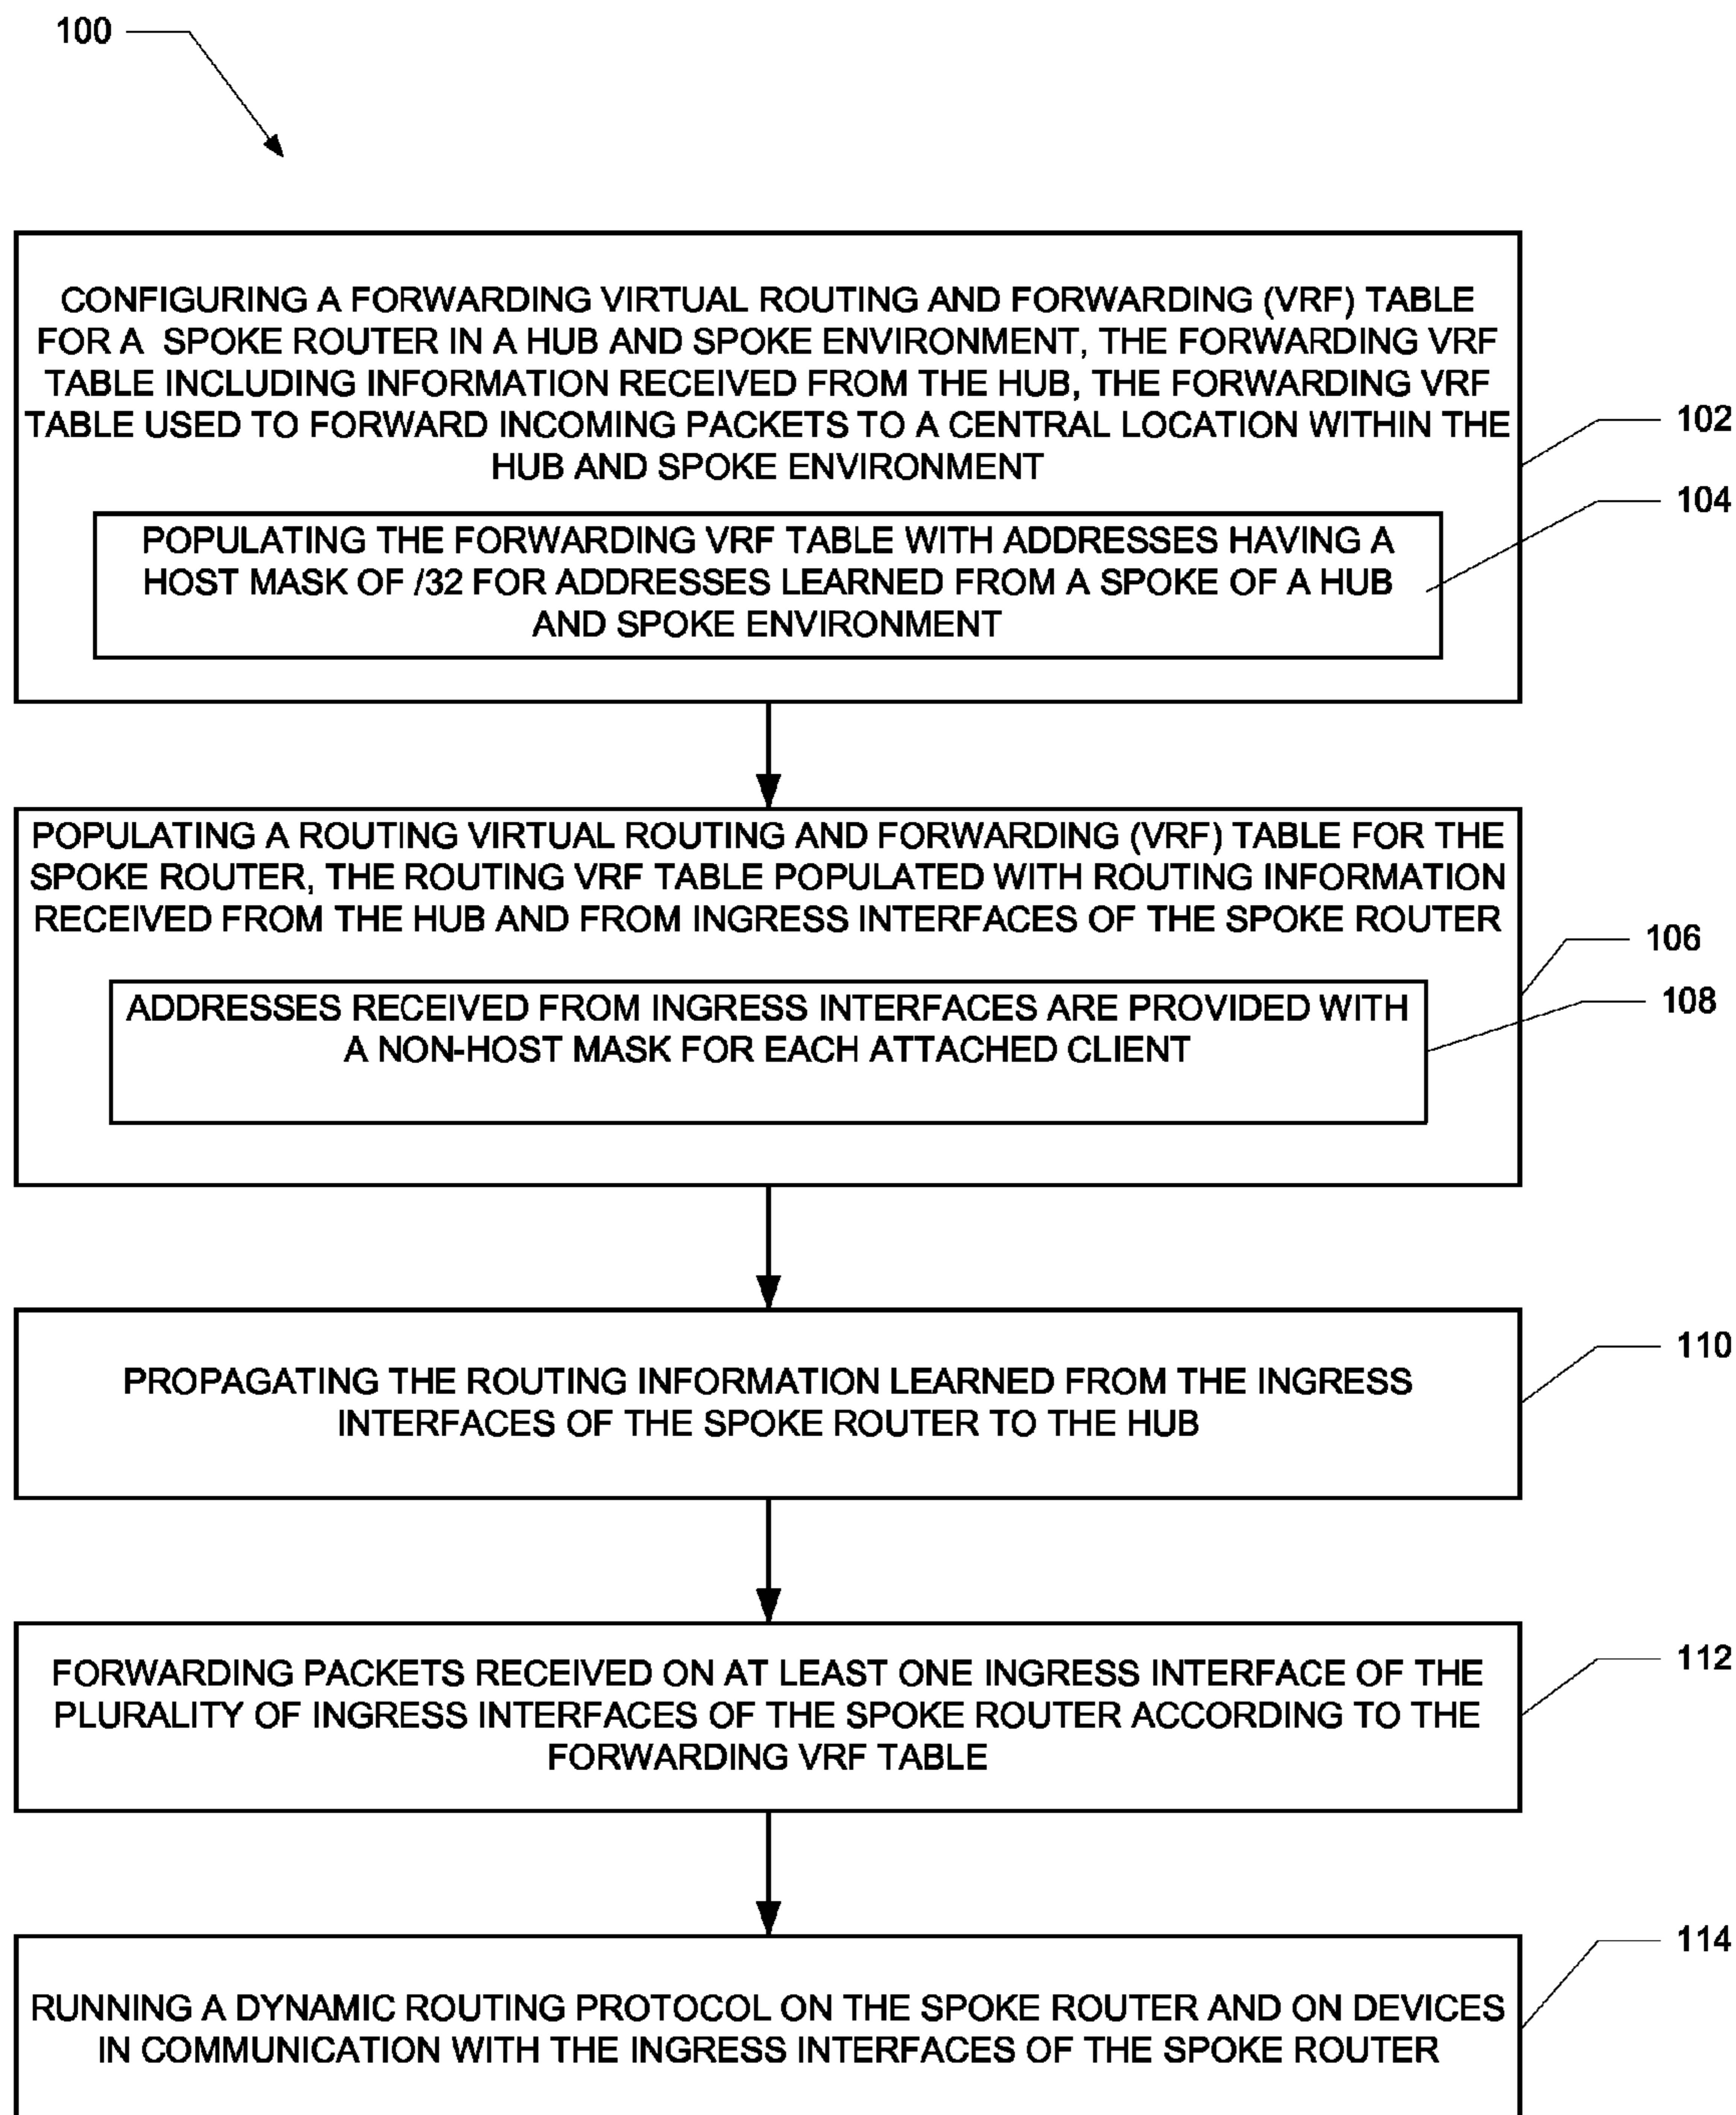 100
CONFIGURING A FORWARDING VIRTUAL ROUTING AND FORWARDING (VRF) TABLE
FOR A SPOKE ROUTER IN A HUB AND SPOKE ENVIRONMENT, THE FORWARDING VRF
TABLE INCLUDING INFORMATION RECEIVED FROM THE HUB, THE FORWARDING VRF
TABLE USED TO FORWARD INCOMING PACKETS TO A CENTRAL LOCATION WITHIN THE
HUB AND SPOKE ENVIRONMENT
102
104
POPULATING THE FORWARDING VRF TABLE WITH ADDRESSES HAVING A
HOST MASK OF /32 FOR ADDRESSES LEARNED FROM A SPOKE OF A HUB
AND SPOKE ENVIRONMENT
POPULATING A ROUTING VIRTUAL ROUTING AND FORWARDING (VRF) TABLE FOR THE
SPOKE ROUTER, THE ROUTING VRF TABLE POPULATED WITH ROUTING INFORMATION
RECEIVED FROM THE HUB AND FROM INGRESS INTERFACES OF THE SPOKE ROUTER
106
108
ADDRESSES RECEIVED FROM INGRESS INTERFACES ARE PROVIDED WITH
A NON-HOST MASK FOR EACH ATTACHED CLIENT
110
PROPAGATING THE ROUTING INFORMATION LEARNED FROM THE INGRESS
INTERFACES OF THE SPOKE ROUTER TO THE HUB
112
FORWARDING PACKETS RECEIVED ON AT LEAST ONE INGRESS INTERFACE OF THE
PLURALITY OF INGRESS INTERFACES OF THE SPOKE ROUTER ACCORDING TO THE
FORWARDING VRF TABLE
114
RUNNING A DYNAMIC ROUTING PROTOCOL ON THE SPOKE ROUTER AND ON DEVICES
IN COMMUNICATION WITH THE INGRESS INTERFACES OF THE SPOKE ROUTER